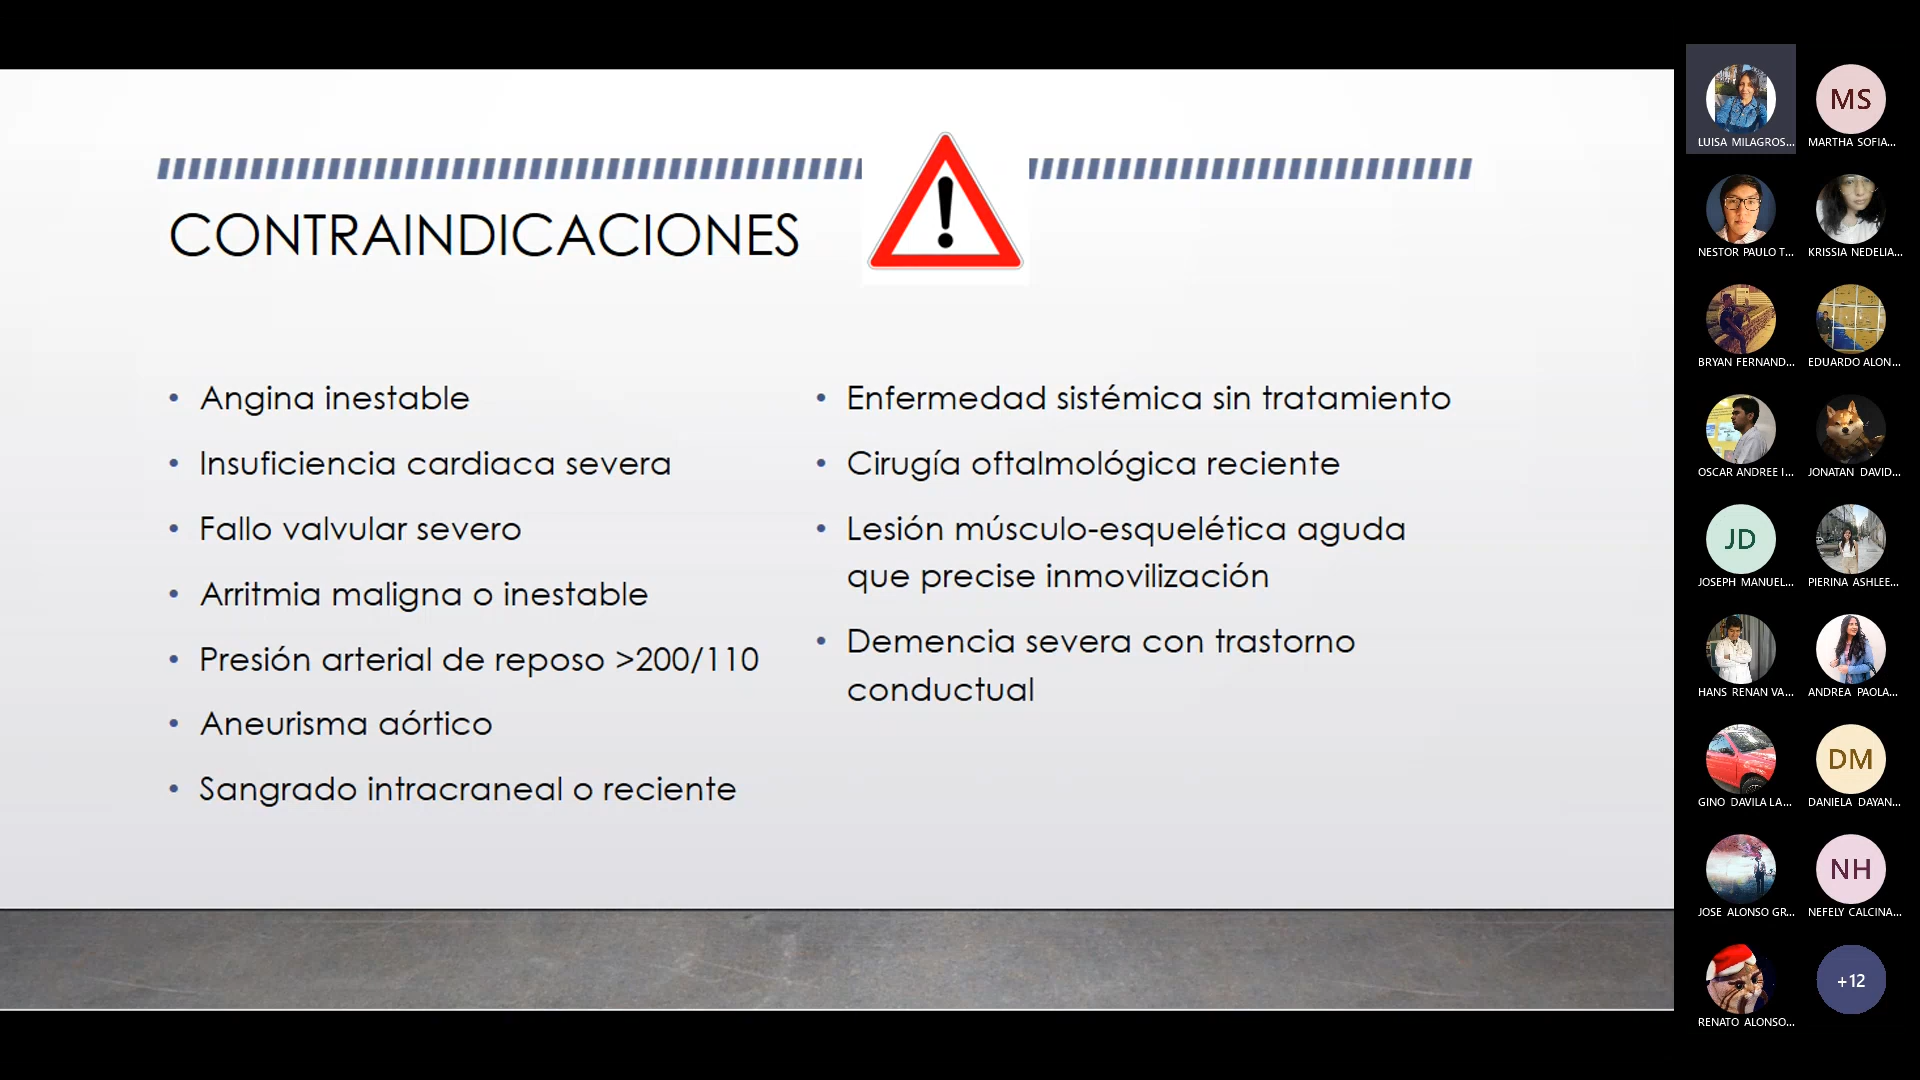 CONTRAINDICACIONES
• Angina inestable
• Insuficiencia cardiaca severa
• Fallo valvular severo
• Arritmia maligna o inestable
• Presión arterial de reposo >200/110
• Aneurisma aórtico
• Sangrado intracraneal o reciente
• Enfermedad sistémica sin tratamiento
• Cirugía oftalmológica reciente
• Lesión músculo-esquelética aguda
que precise inmovilización
• Demencia severa con trastorno
conductual
LUISA MILAGROS...
MS
MARTHA SOFIA...
NESTOR PAULO T...
KRISSIA NEDELIA...
BRYAN FERNAND...
EDUARDO ALON...
OSCAR ANDREE I...
JONATAN DAVID...
JD
JOSEPH MANUEL...
PIERINA ASHLEE...
HANS RENAN VA...
ANDREA PAOLA...
GINO DAVILA LA...
DM
DANIELA DAYAN...
JOSE ALONSO GR...
NH
NEFELY CALCINA...
RENATO ALONSO...
+12